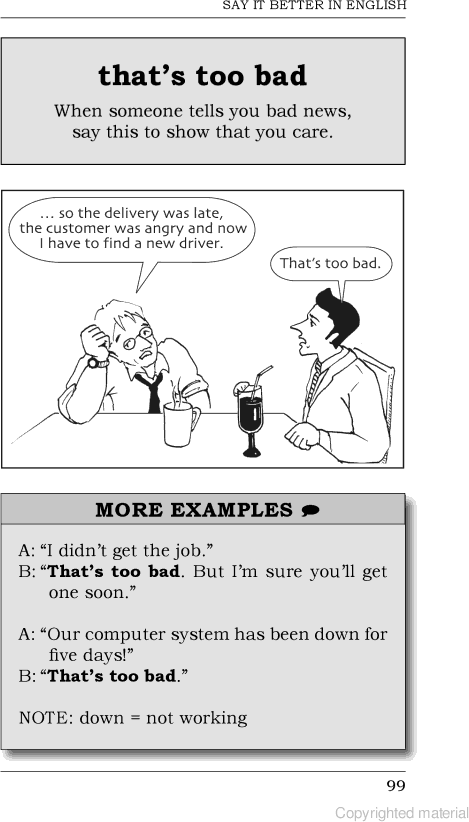 SAY IT BETTER IN ENGLISH
that's too bad
When someone tells you bad news,
say this to show that you care.
... so the delivery was late,
the customer was angry and now
I have to find a new driver.
That's too bad.
MORE EXAMPLES
A: “I didn't get the job.”
B: “That's too bad. But I'm sure you'll get
one soon.”
A: “Our computer system has been down for
five days!”
B: “That's too bad.”
NOTE: down = not working
99
Copyrighted material